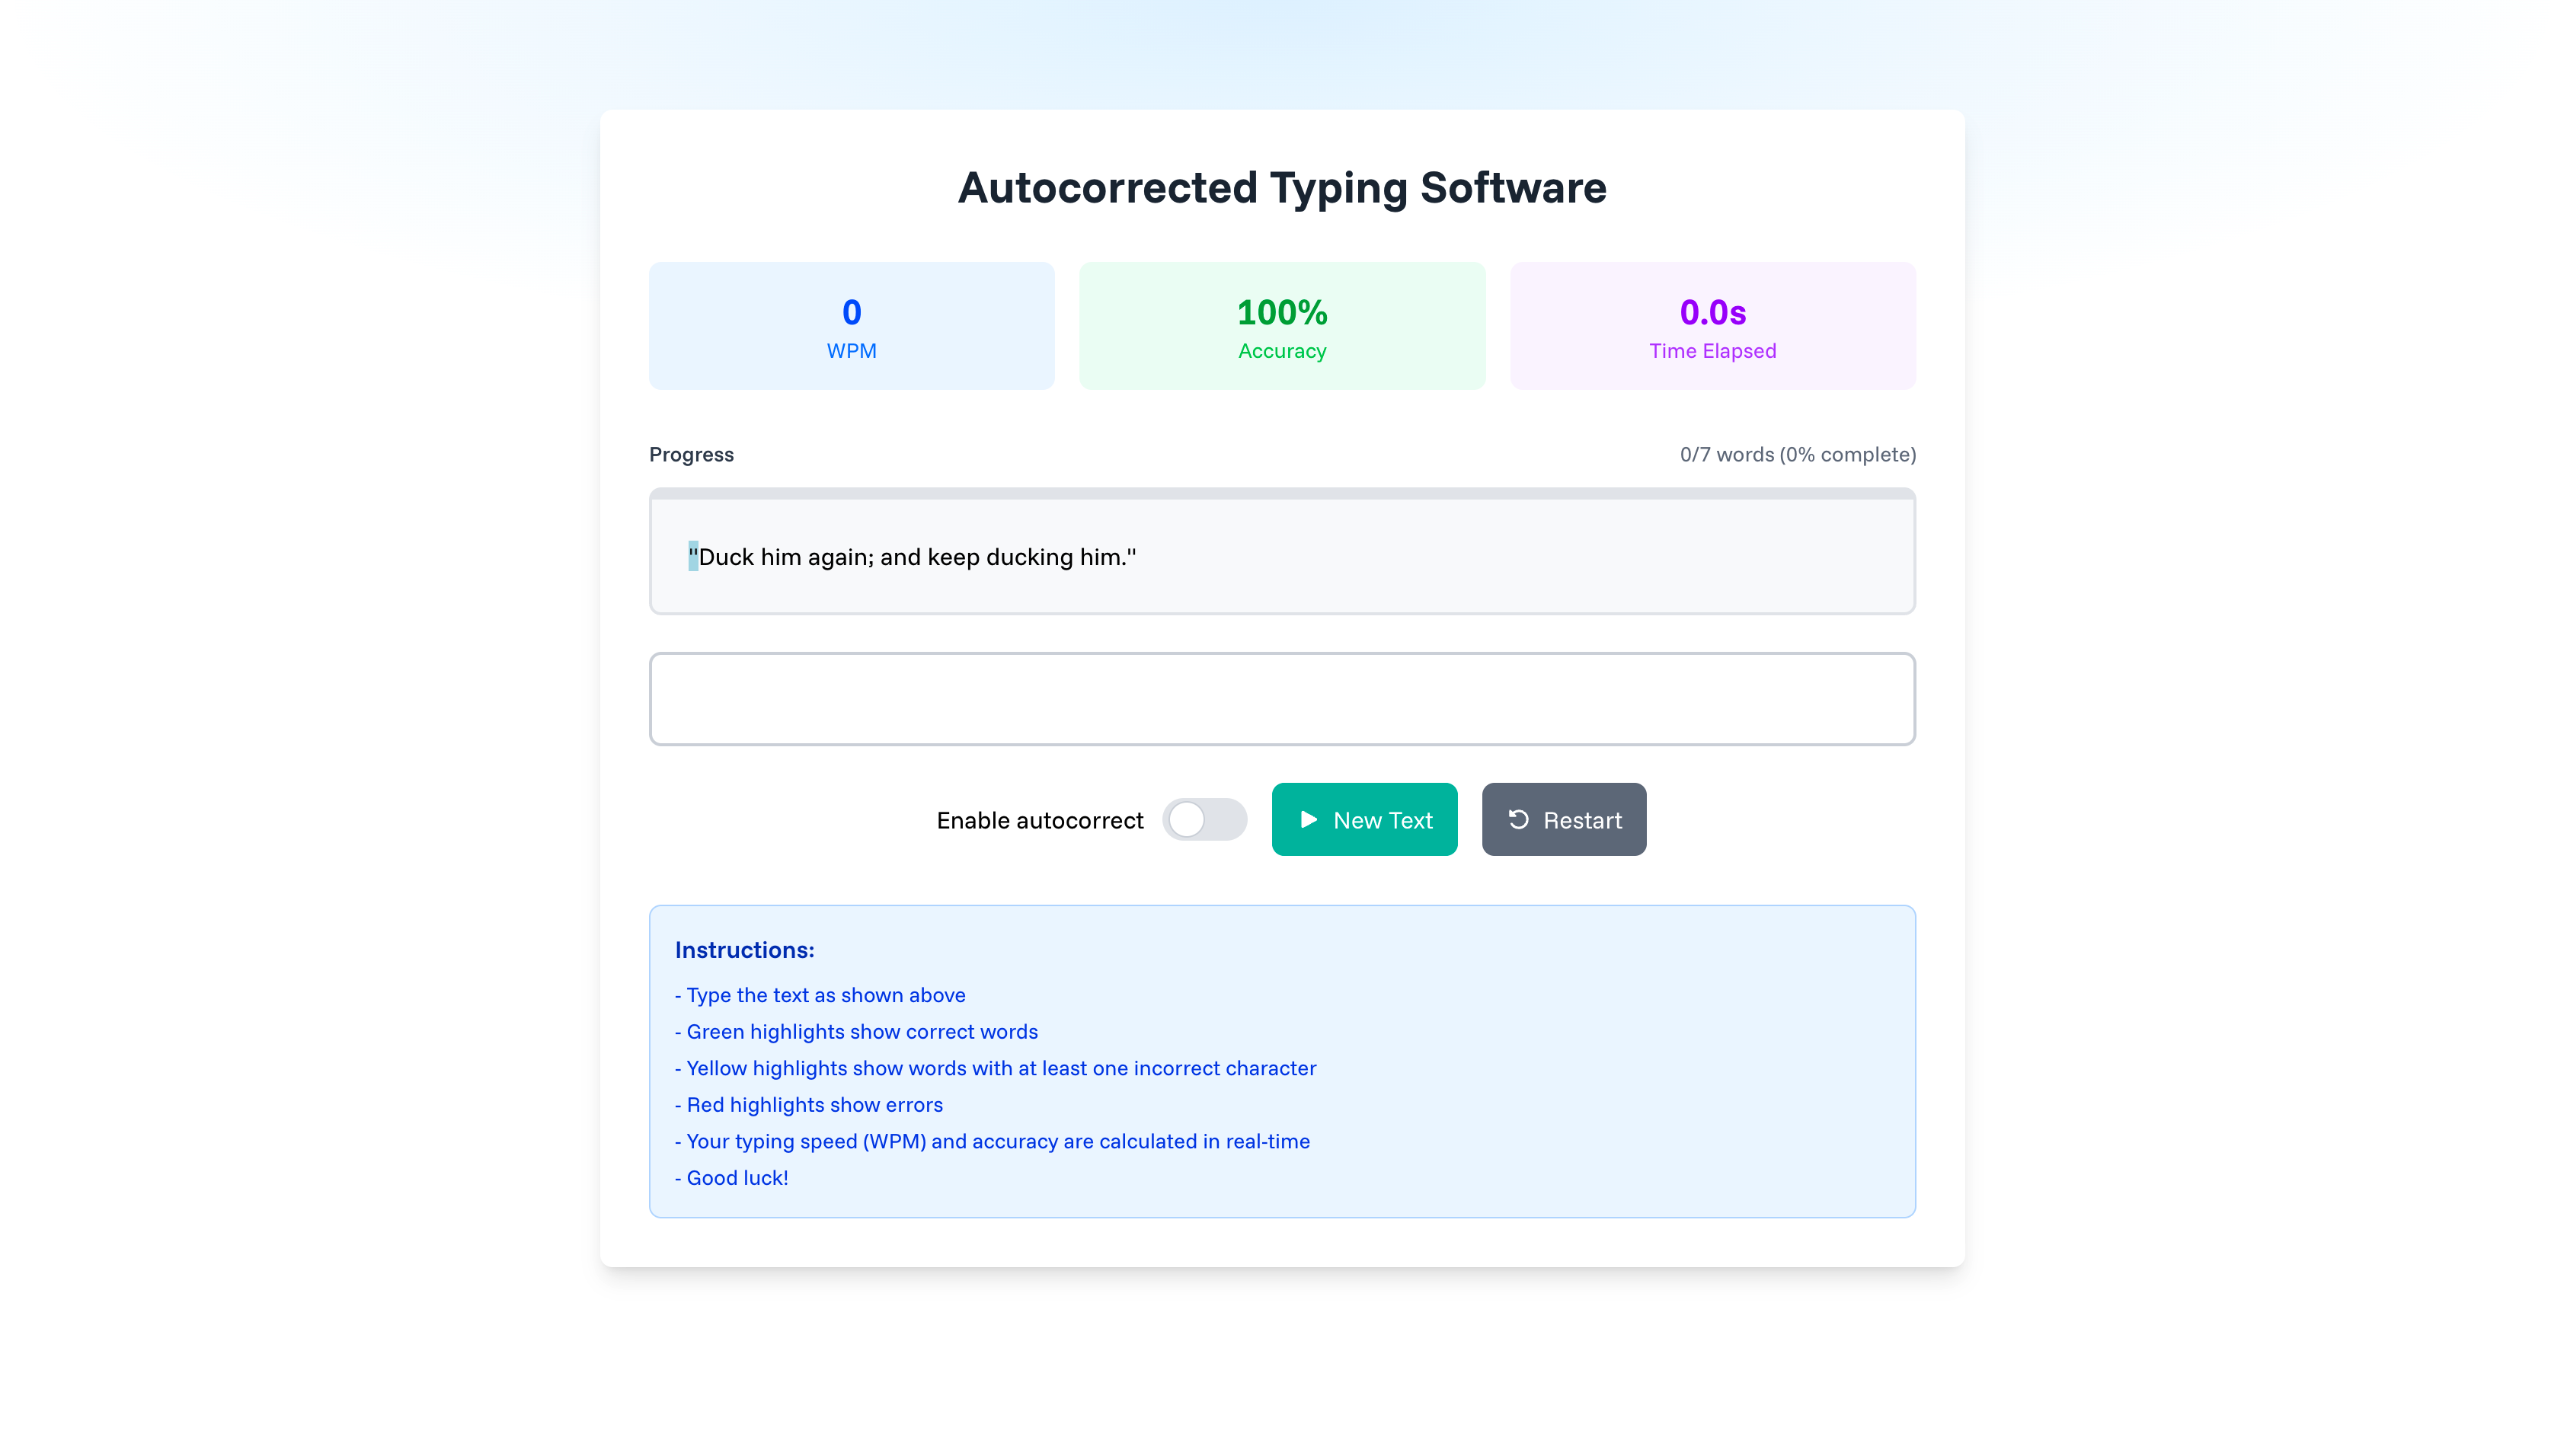 Autocorrected Typing Software
0
WPM
100%
Accuracy
0.0s
Time Elapsed
Progress
0/7 words (0% complete)
"Duck him again; and keep ducking him."
Enable autocorrect
New Text
Restart
Instructions:
- Type the text as shown above
- Green highlights show correct words
- Yellow highlights show words with at least one incorrect character
- Red highlights show errors
- Your typing speed (WPM) and accuracy are calculated in real-time
- Good luck!